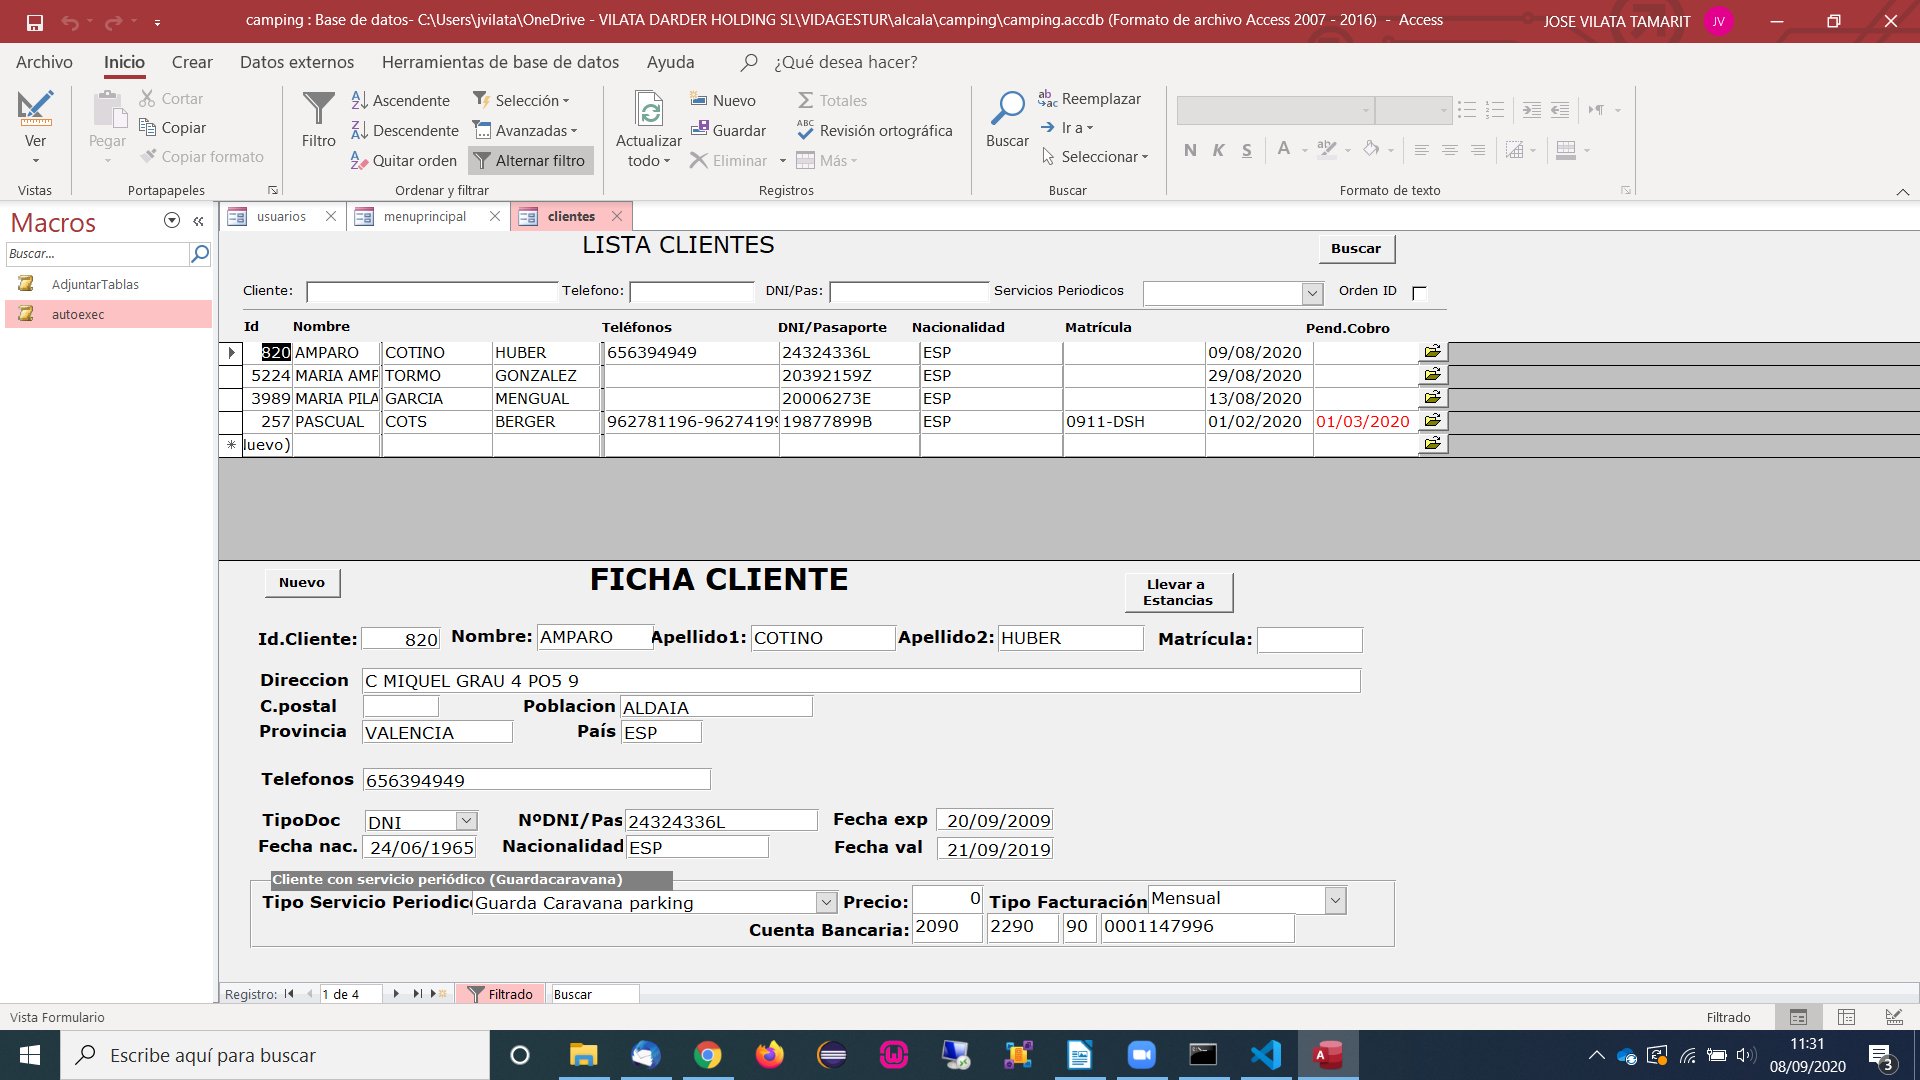 camping : Base de datos- C:\Users\jvilata\OneDrive - VILATA DARDER HOLDING SL\VIDAGESTUR\alcala\camping\camping.accdb (Formato de archivo Access 2007 - 2016) - Access
JOSE VILATA TAMARIT
JV
Archivo Inicio Crear Datos externos Herramientas de base de datos Ayuda ¿Qué desea hacer?
Ver
Vistas
Pegar
Cortar
Copiar
Copiar formato
Portapapeles
Filtro
Ascendente
Descendente
Quitar orden
Selección
Avanzadas
Alternar filtro
Ordenar y filtrar
Actualizar
todo
Nuevo
Guardar
Eliminar
Totales
Revisión ortográfica
Más
Registros
Buscar
Reemplazar
Ir a
Seleccionar
Buscar
N K S A
Formato de texto
Macros
Buscar...
AdjuntarTablas
autoexec
usuarios menuprincipal clientes
LISTA CLIENTES
Buscar
Cliente: Telefono: DNI/Pas: Servicios Periodicos Orden ID
Id Nombre Teléfonos DNI/Pasaporte Nacionalidad Matrícula Pend.Cobro
820 AMPARO COTINO HUBER 656394949 24324336L ESP 09/08/2020
5224 MARIA AMP TORMO GONZALEZ 20392159Z ESP 29/08/2020
3989 MARIA PILA GARCIA MENGUAL 20006273E ESP 13/08/2020
257 PASCUAL COTS BERGER 962781196-96274199 19877899B ESP 0911-DSH 01/02/2020 01/03/2020
* luevo)
Nuevo
FICHA CLIENTE
Llevar a
Estancias
Id.Cliente: 820 Nombre: AMPARO Apellido1: COTINO Apellido2: HUBER Matrícula:
Direccion C MIQUEL GRAU 4 PO5 9
C.postal Poblacion ALDAIA
Provincia VALENCIA País ESP
Telefonos 656394949
TipoDoc DNI NºDNI/Pas 24324336L Fecha exp 20/09/2009
Fecha nac. 24/06/1965 Nacionalidad ESP Fecha val 21/09/2019
Cliente con servicio periódico (Guardacaravana)
Tipo Servicio Periodico Guarda Caravana parking Precio: 0 Tipo Facturación Mensual
Cuenta Bancaria: 2090 2290 90 0001147996
Registro: 1 de 4 Filtrado Buscar
Vista Formulario
Filtrado
Escribe aquí para buscar
11:31
08/09/2020
3